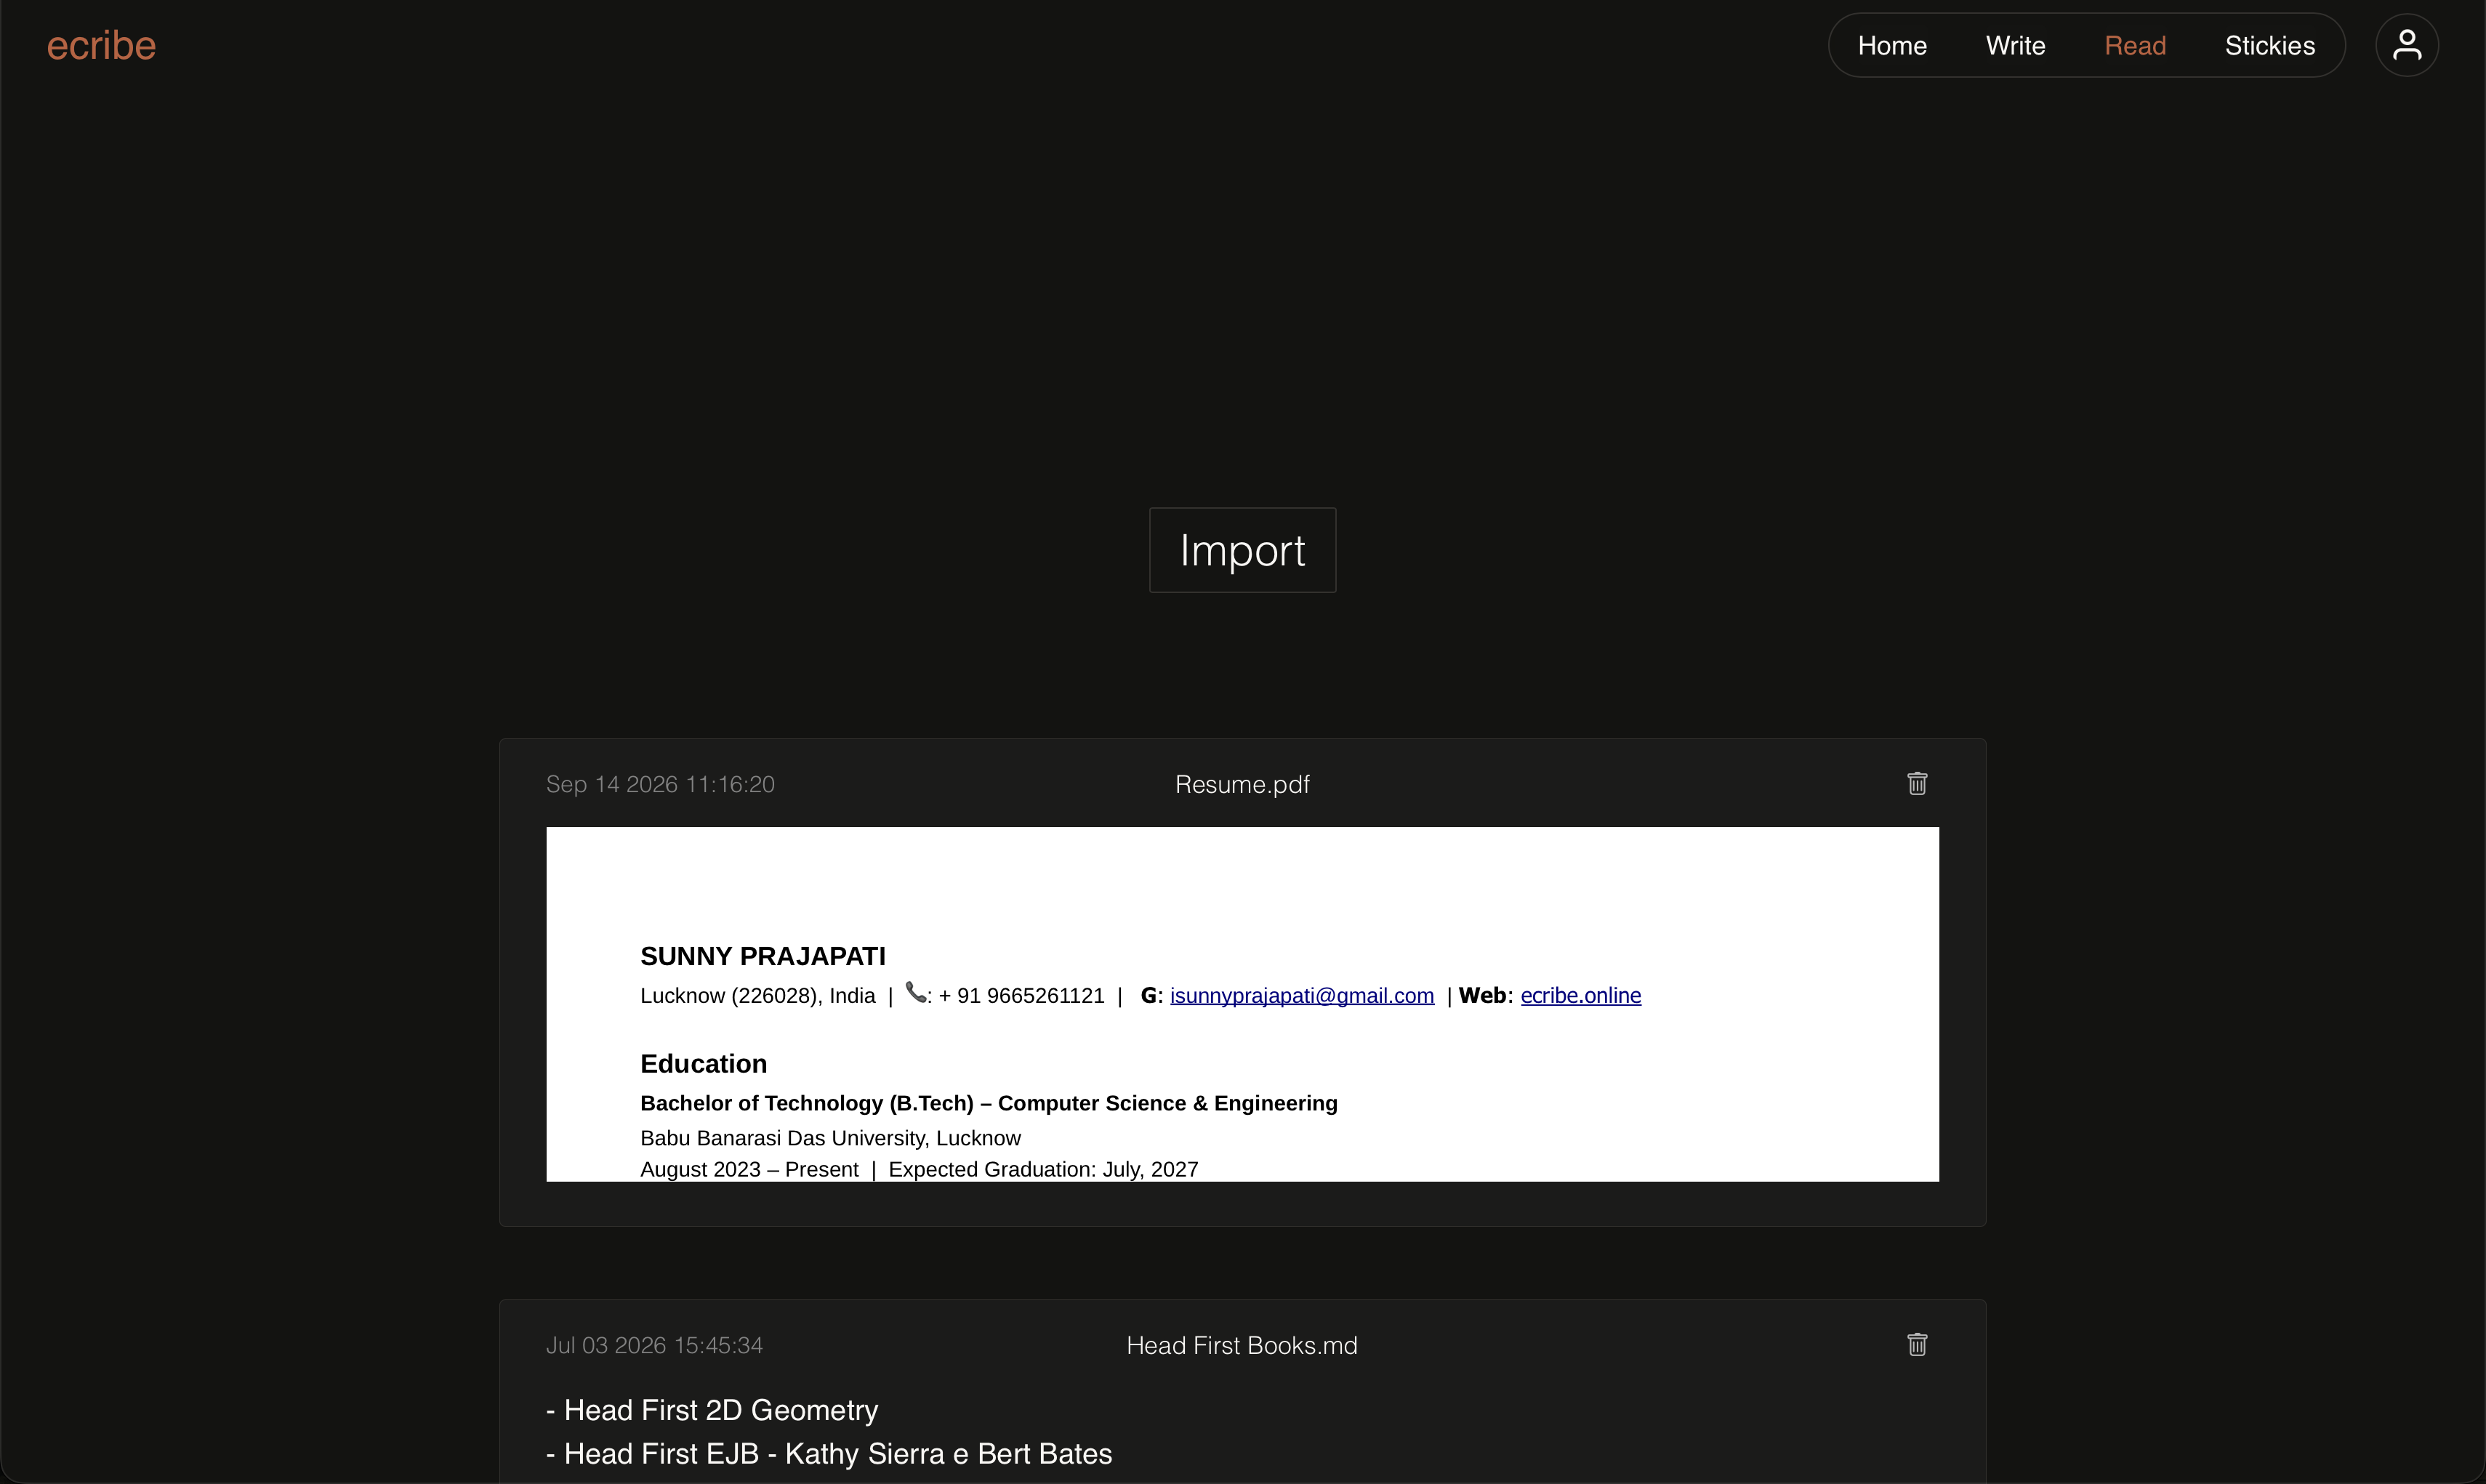 ecribe
Home Write Read Stickies
Import
Sep 14 2026 11:16:20 Resume.pdf
SUNNY PRAJAPATI
Lucknow (226028), India | 📞: + 91 9665261121 | G: isunnyprajapati@gmail.com | Web: ecribe.online
Education
Bachelor of Technology (B.Tech) – Computer Science & Engineering
Babu Banarasi Das University, Lucknow
August 2023 – Present | Expected Graduation: July, 2027
Jul 03 2026 15:45:34 Head First Books.md
- Head First 2D Geometry
- Head First EJB - Kathy Sierra e Bert Bates